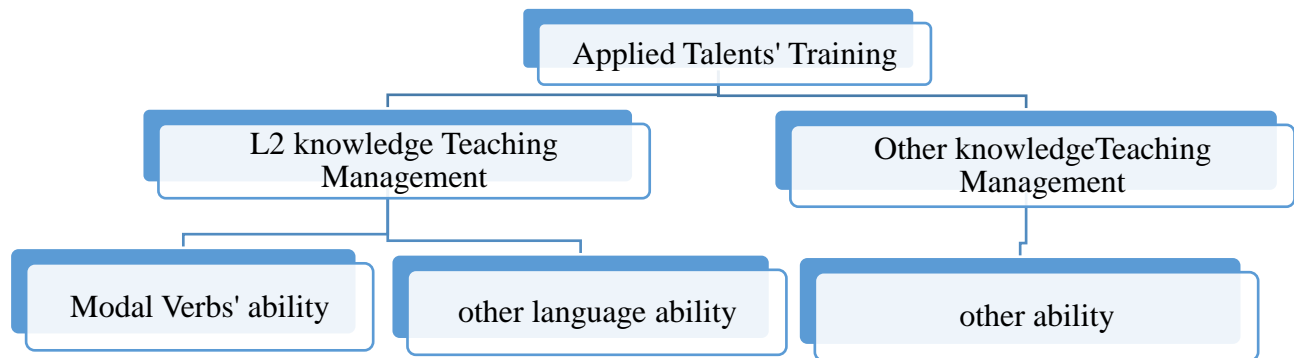 Applied Talents' Training
L2 knowledge Teaching
Management
Other knowledgeTeaching
Management
Modal Verbs' ability
other language ability
other ability